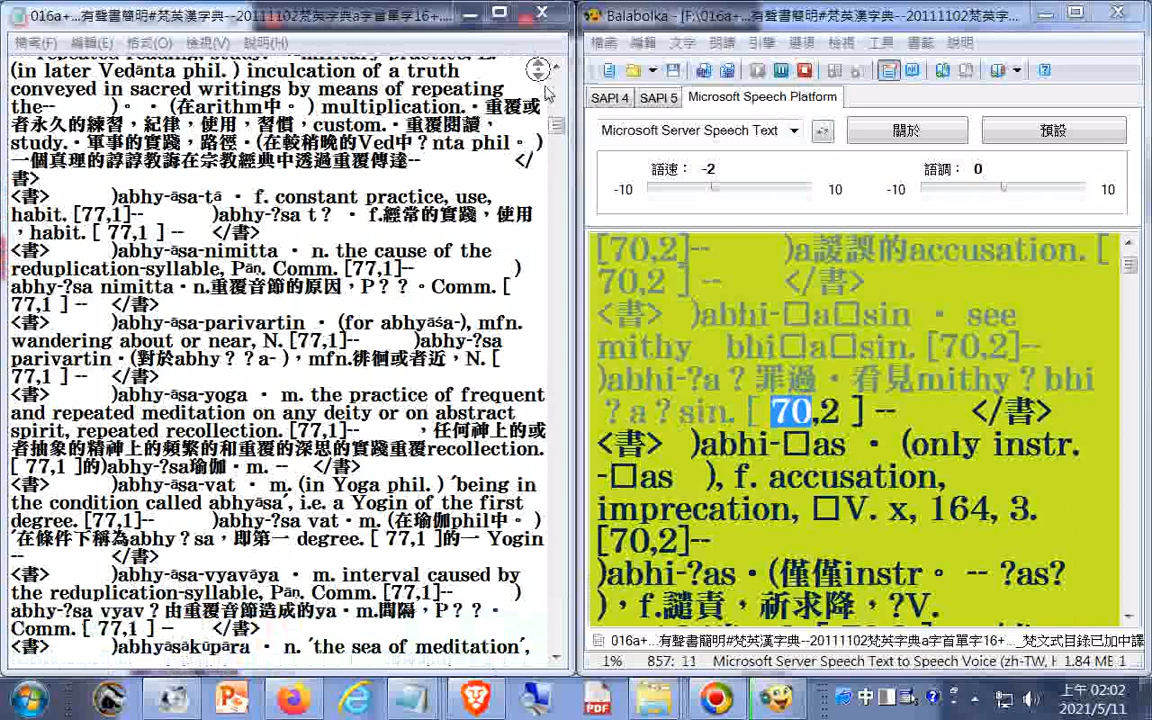 016a+...有聲書簡明#梵英漢字典--20111102梵英字典a字首單字16+...
檔案(F) 編輯(E) 格式(O) 檢視(V) 說明(H)
(in later Vedānta phil. ) inculcation of a truth
conveyed in sacred writings by means of repeating
the-- )。‧ (在arithm中。 ) multiplication.‧重覆或
者永久的練習，紀律，使用，習慣，custom.‧重覆閱讀，
study.‧軍事的實踐，路徑‧(在較稍晚的Ved中？nta phil. )
一個真理的諄諄教誨在宗教經典中透過重覆傳達-- </
書>
<書> )abhy-āsa-tā ‧ f. constant practice, use,
habit. [77,1]-- )abhy-?sa t？ ‧ f.經常的實踐，使用
，habit. [ 77,1 ] -- </書>
<書> )abhy-āsa-nimitta ‧ n. the cause of the
reduplication-syllable, Pāṇ. Comm. [77,1]-- )
abhy-?sa nimitta‧n.重覆音節的原因，P？？。Comm. [
77,1 ] -- </書>
<書> )abhy-āsa-parivartin ‧ (for abhyāśa-), mfn.
wandering about or near, N. [77,1]-- )abhy-?sa
parivartin‧(對於abhy？？a-)，mfn.徘徊或者近，N. [
77,1 ] -- </書>
<書> )abhy-āsa-yoga ‧ m. the practice of frequent
and repeated meditation on any deity or on abstract
spirit, repeated recollection. [77,1]-- ，任何神上的或
者抽象的精神上的頻繁的和重覆的深思的實踐重覆recollection.
[ 77,1 ]的)abhy-?sa瑜伽‧m. -- </書>
<書> )abhy-āsa-vat ‧ m. (in Yoga phil. ) 'being in
the condition called abhyāsa', i.e. a Yogin of the first
degree. [77,1]-- )abhy-?sa vat‧m. (在瑜伽phil中。)
'在條件下稱為abhy？sa，即第一 degree. [ 77,1 ]的一 Yogin
-- </書>
<書> )abhy-āsa-vyavāya ‧ m. interval caused by
the reduplication-syllable, Pāṇ. Comm. [77,1]-- )
abhy-?sa vyav？由重覆音節造成的ya‧m.間隔，P？？‧
Comm. [ 77,1 ] -- </書>
<書> )abhyāsākūpāra ‧ n. 'the sea of meditation',
Balabolka - [F:\016a+...有聲書簡明#梵英漢字典--20111102梵英字...
檔案 編輯 文字 朗讀 引擎 選項 檢視 工具 書籤 說明
SAPI 4 SAPI 5 Microsoft Speech Platform
Microsoft Server Speech Text 關於 預設
語速： -2 語調： 0
-10 10 -10 10
[70,2]-- )a諼誤的accusation. [
70,2 ] -- </書>
<書> )abhi-□a□sin ‧ see
mithy bhi□a□sin. [70,2]--
)abhi-?a？罪過‧看見mithy？bhi
？a？sin. [ 70,2 ] -- </書>
<書> )abhi-□as ‧ (only instr.
-□as ), f. accusation,
imprecation, □V. x, 164, 3.
[70,2]--
)abhi-?as‧(僅僅instr。 -- ?as?
)，f.譴責，祈求降，?V.
016a+...有聲書簡明#梵英漢字典--20111102梵英字典a字首單字16+..._梵文式目錄已加中譯
1% 857: 11 Microsoft Server Speech Text to Speech Voice (zh-TW, H 1.84 ME 1
中
上午 02:02
2021/5/11